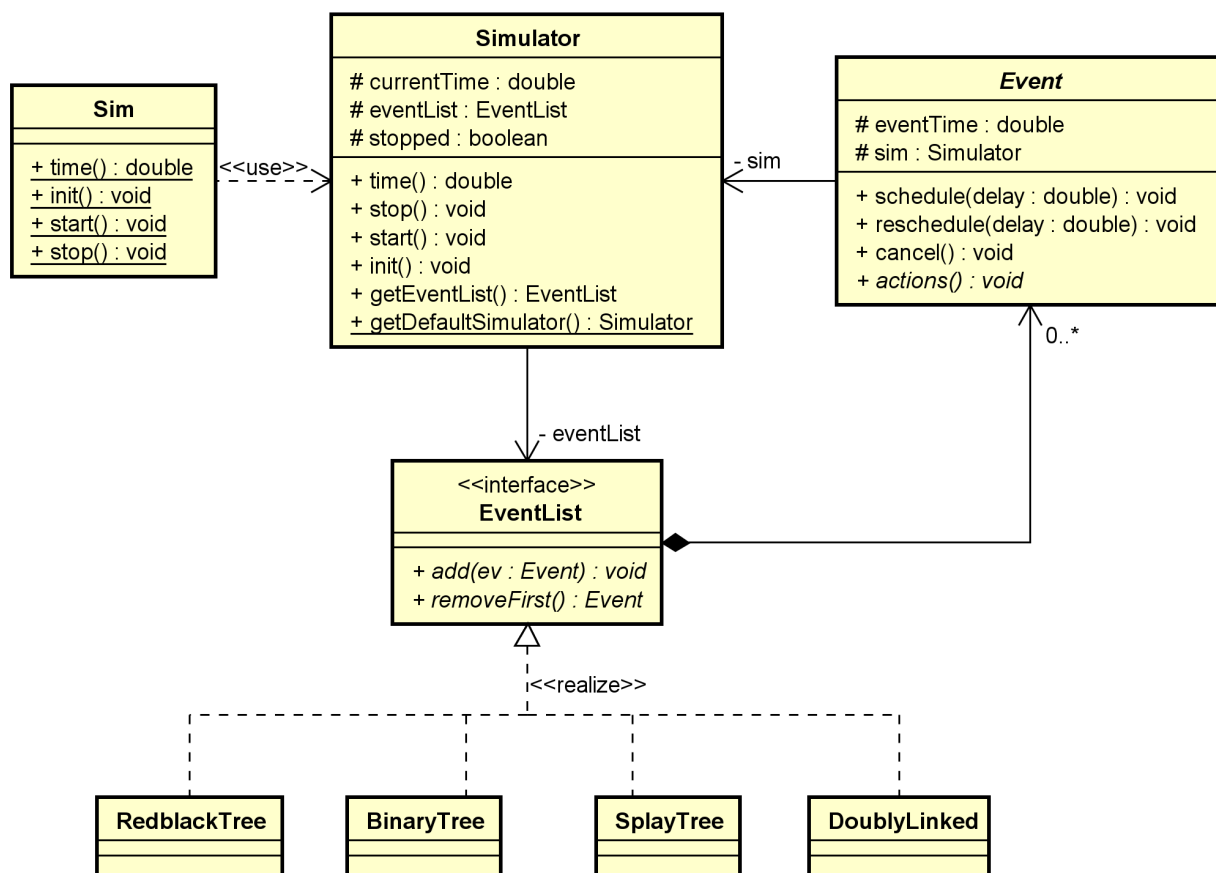 Simulator
# currentTime : double
# eventList : EventList
# stopped : boolean
+ time() : double
+ stop() : void
+ start() : void
+ init() : void
+ getEventList() : EventList
+ getDefaultSimulator() : Simulator
Sim
+ time() : double
+ init() : void
+ start() : void
+ stop() : void
<<use>>
- sim
Event
# eventTime : double
# sim : Simulator
+ schedule(delay : double) : void
+ reschedule(delay : double) : void
+ cancel() : void
+ actions() : void
0..*
- eventList
<<interface>>
EventList
+ add(ev : Event) : void
+ removeFirst() : Event
<<realize>>
RedblackTree
BinaryTree
SplayTree
DoublyLinked